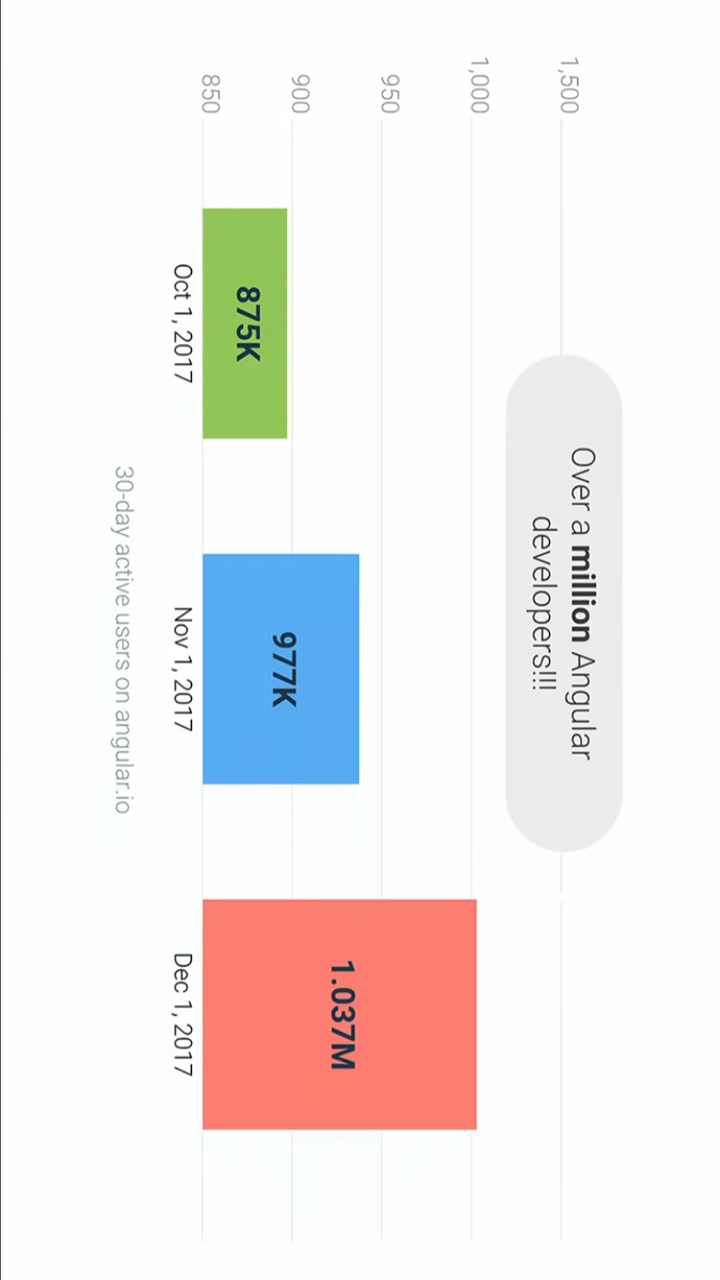 Over a million Angular
developers!!!
1,500
1,000
950
900
850
875K
977K
1.037M
Oct 1, 2017
Nov 1, 2017
Dec 1, 2017
30-day active users on angular.io